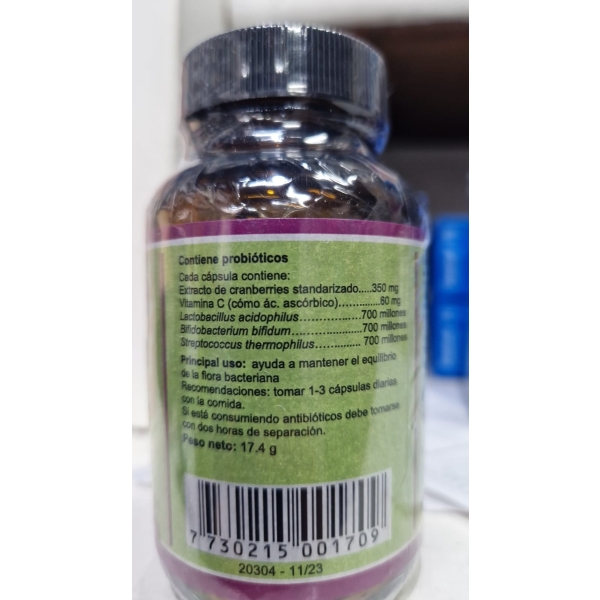 Contiene probióticos
Cada cápsula contiene:
Extracto de cranberries standarizado.....350 mg
Vitamina C (cómo ác. ascórbico)...........60 mg
Lactobacillus acidophilus..................700 millones
Bifidobacterium bifidum....................700 millones
Streptococcus thermophilus............... 700 millones
Principal uso: ayuda a mantener el equilibrio
de la flora bacteriana
Recomendaciones: tomar 1-3 cápsulas diarias
con la comida.
Si está consumiendo antibióticos debe tomarse
con dos horas de separación.
Peso neto: 17.4 g
7 730215 001709
20304 - 11/23